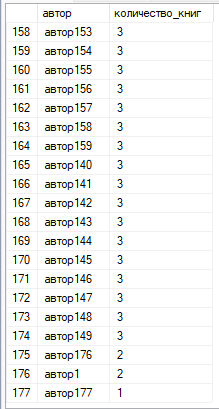 автор количество_книг
158 автор153 3
159 автор154 3
160 автор155 3
161 автор156 3
162 автор157 3
163 автор158 3
164 автор159 3
165 автор140 3
166 автор141 3
167 автор142 3
168 автор143 3
169 автор144 3
170 автор145 3
171 автор146 3
172 автор147 3
173 автор148 3
174 автор149 3
175 автор176 2
176 автор1 2
177 автор177 1